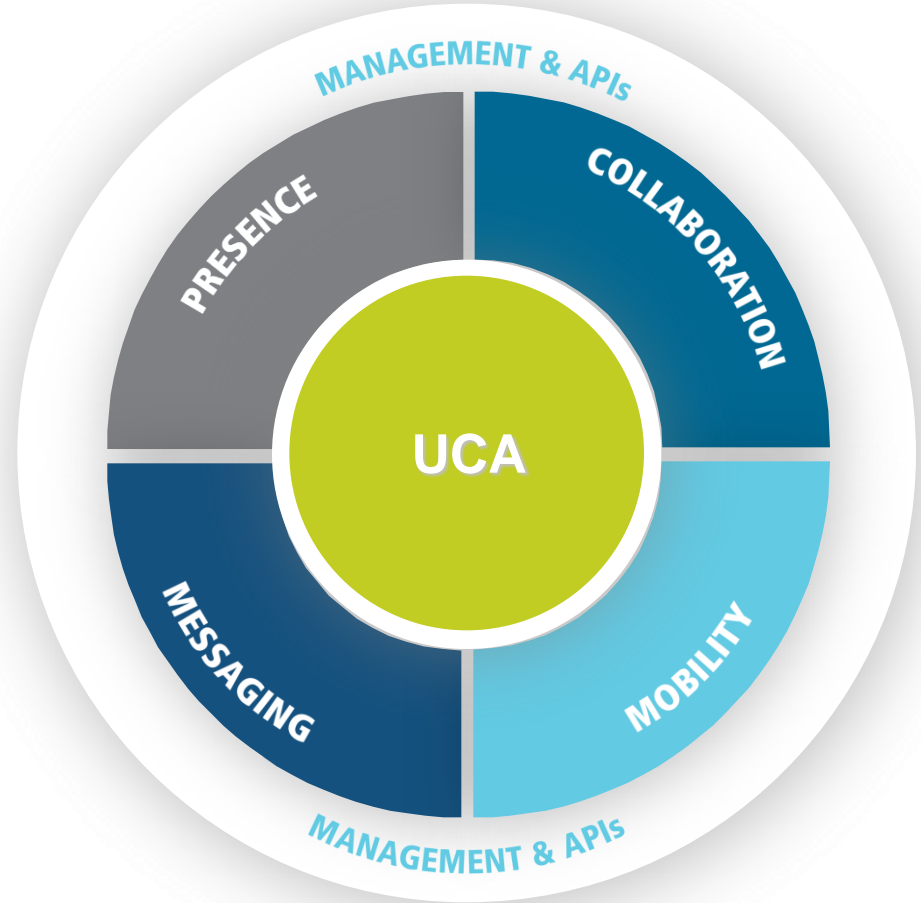 MANAGEMENT & APIs
PRESENCE
COLLABORATION
UCA
MESSAGING
MOBILITY
MANAGEMENT & APIs